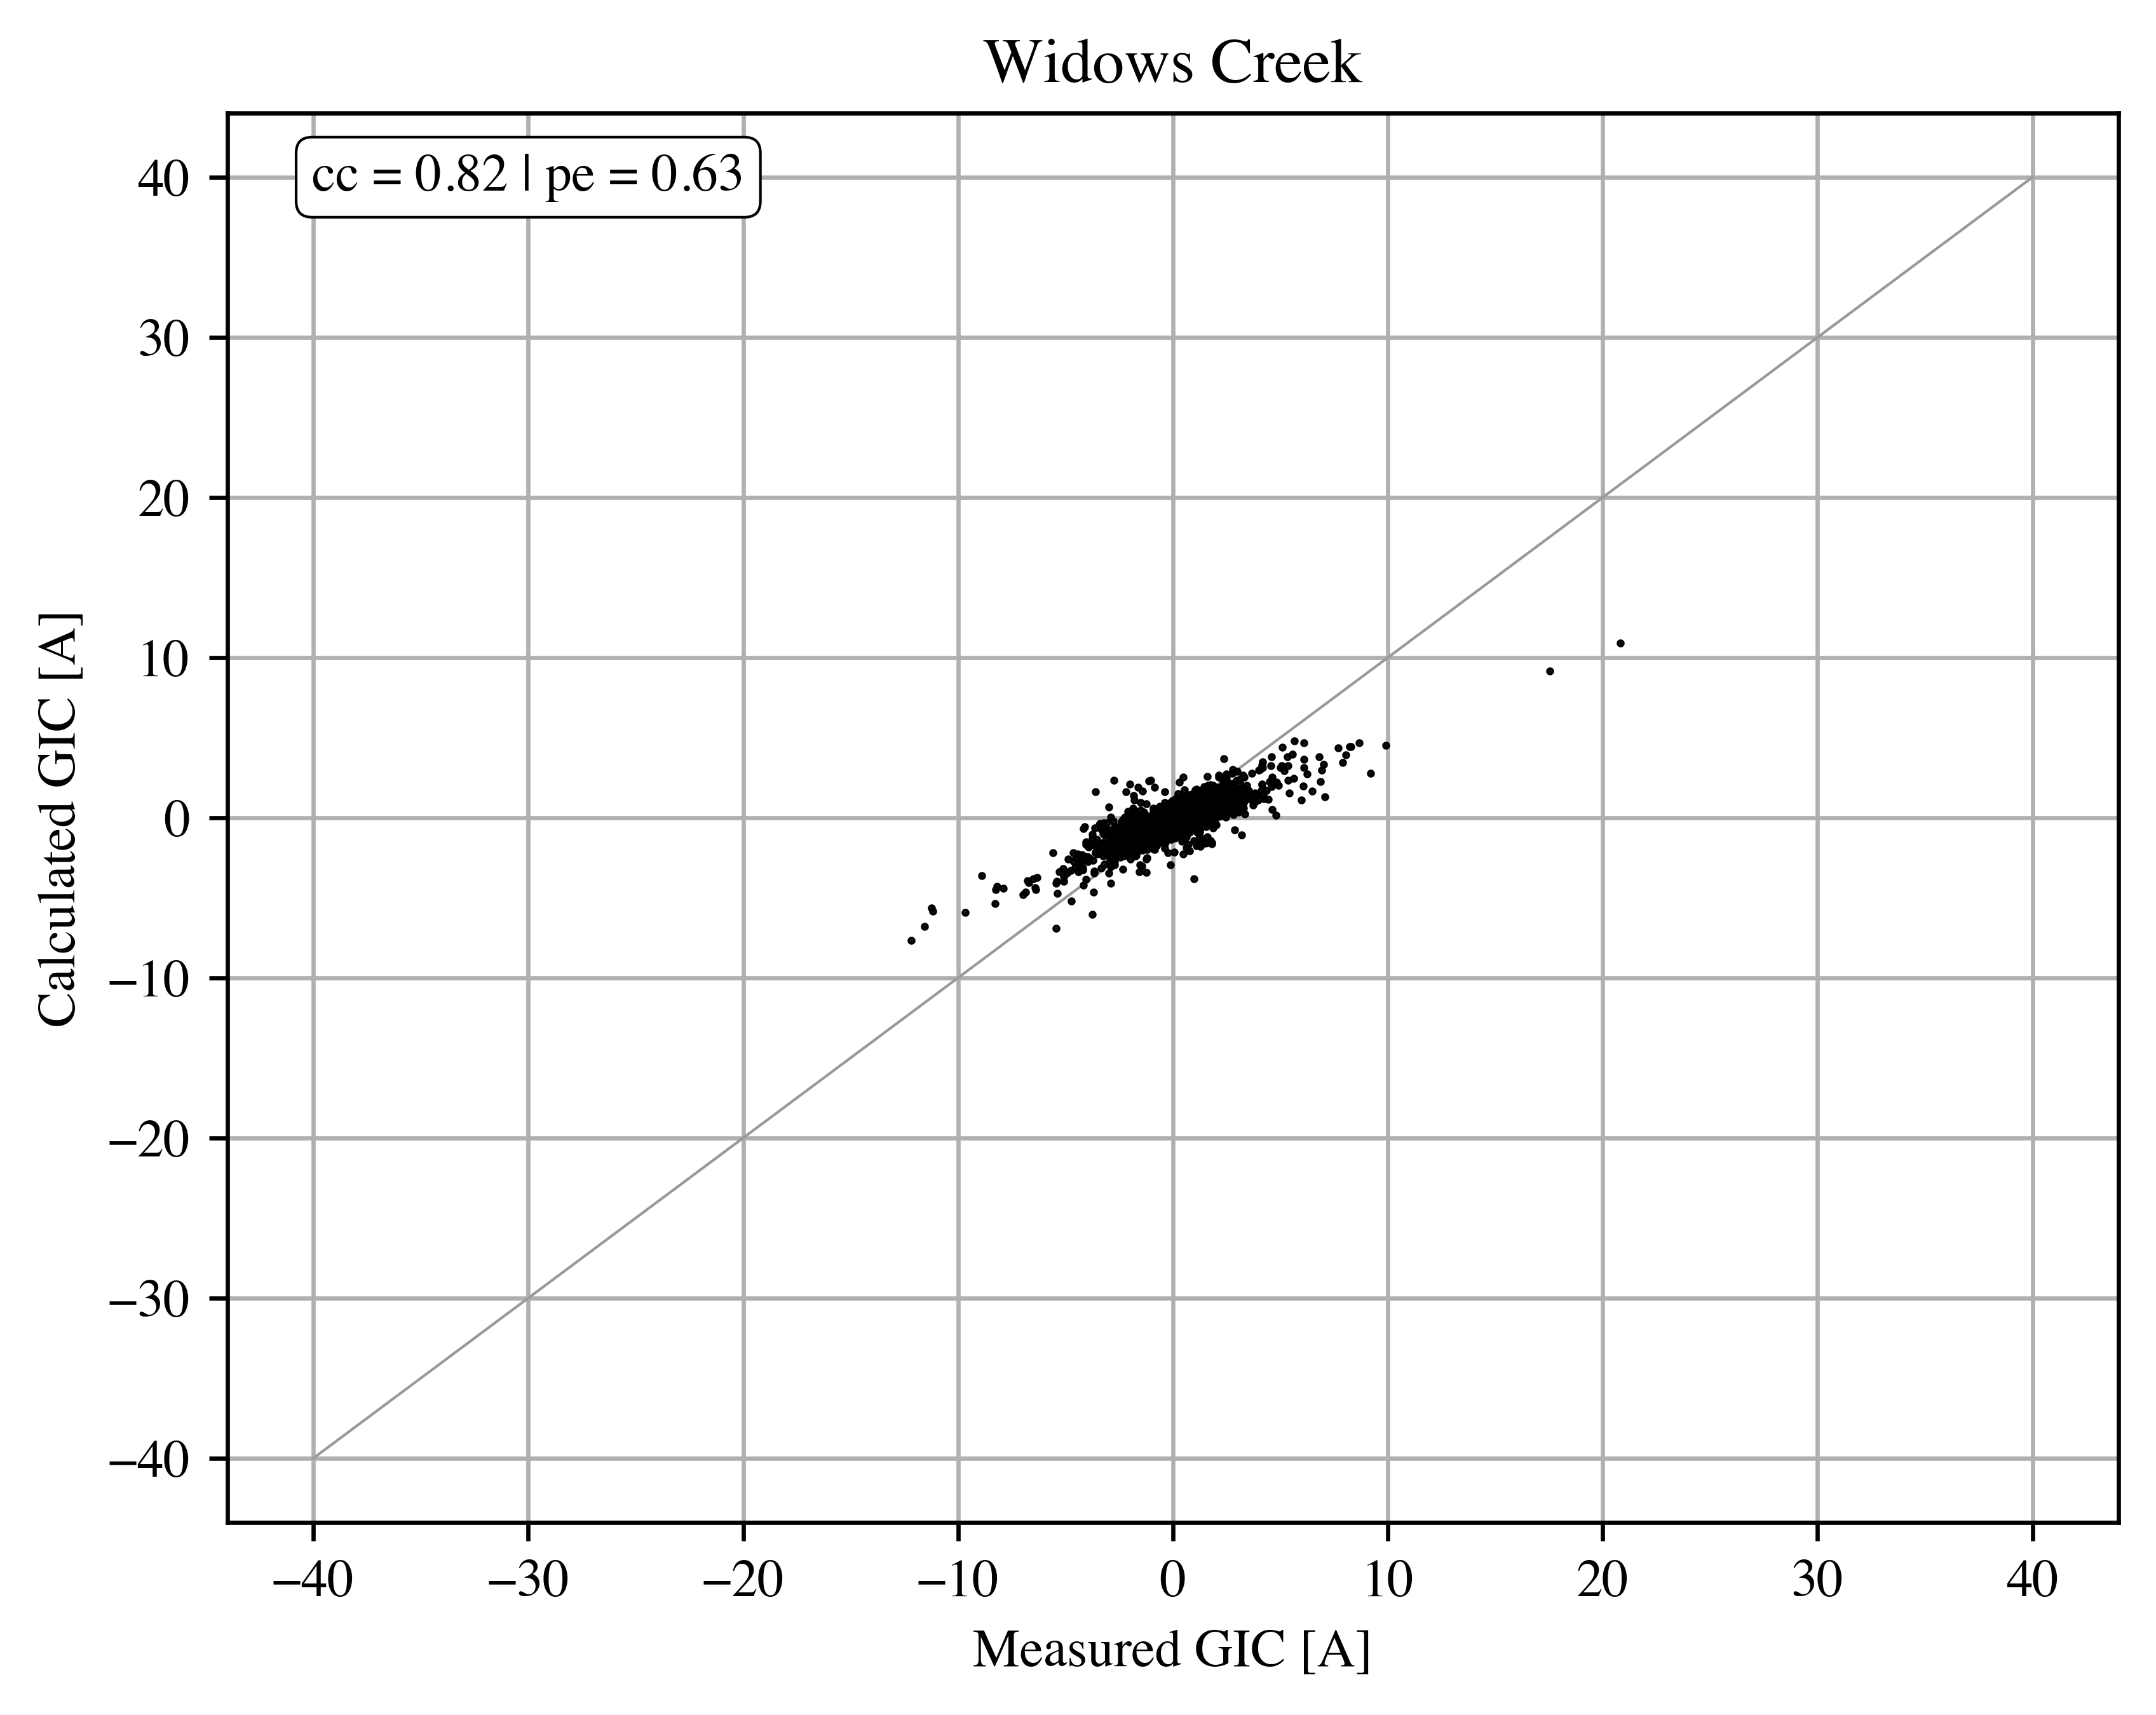 Widows Creek
cc = 0.82 | pe = 0.63
40
30
20
10
0
−10
−20
−30
−40
Calculated GIC [A]
−40 −30 −20 −10 0 10 20 30 40
Measured GIC [A]